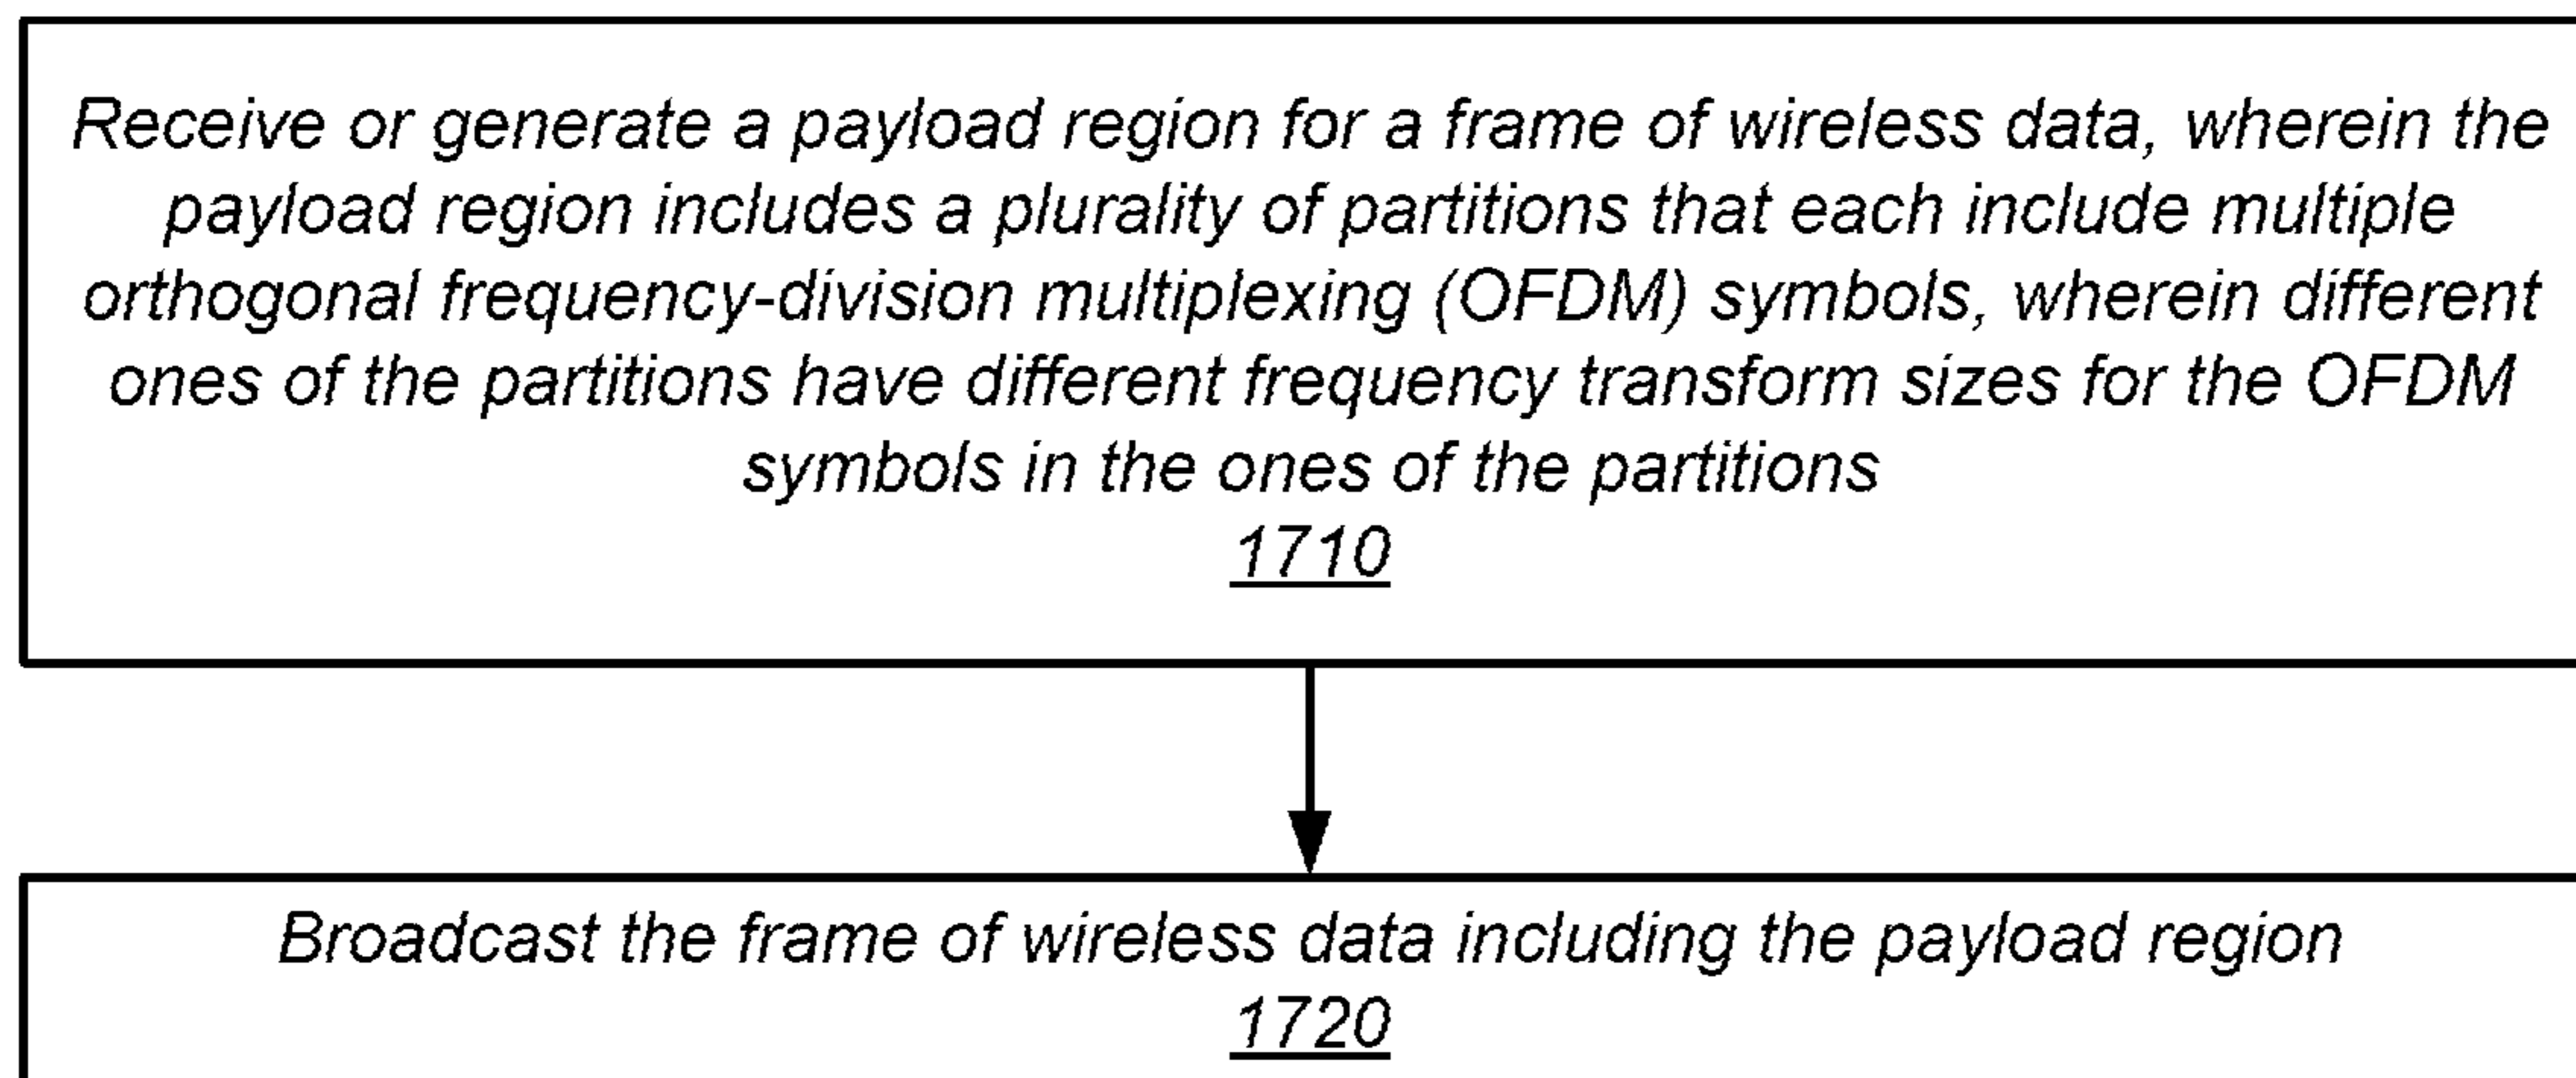 Receive or generate a payload region for a frame of wireless data, wherein the
payload region includes a plurality of partitions that each include multiple
orthogonal frequency-division multiplexing (OFDM) symbols, wherein different
ones of the partitions have different frequency transform sizes for the OFDM
symbols in the ones of the partitions
1710
Broadcast the frame of wireless data including the payload region
1720